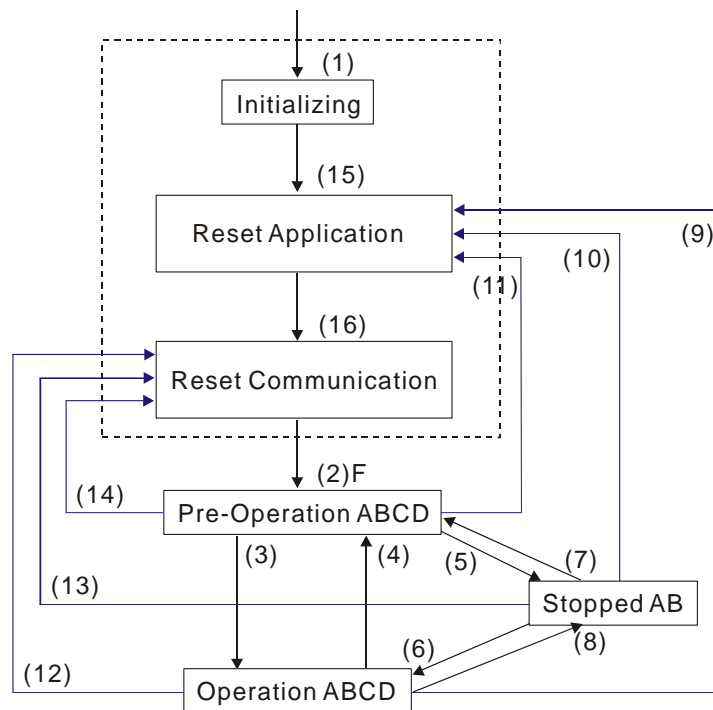 (1)
Initializing
(15)
Reset Application
(9)
(10)
(11)
(16)
Reset Communication
(2)F
(14)
Pre-Operation ABCD
(3)
(4)
(5)
(7)
(13)
Stopped AB
(6)
(8)
(12)
Operation ABCD